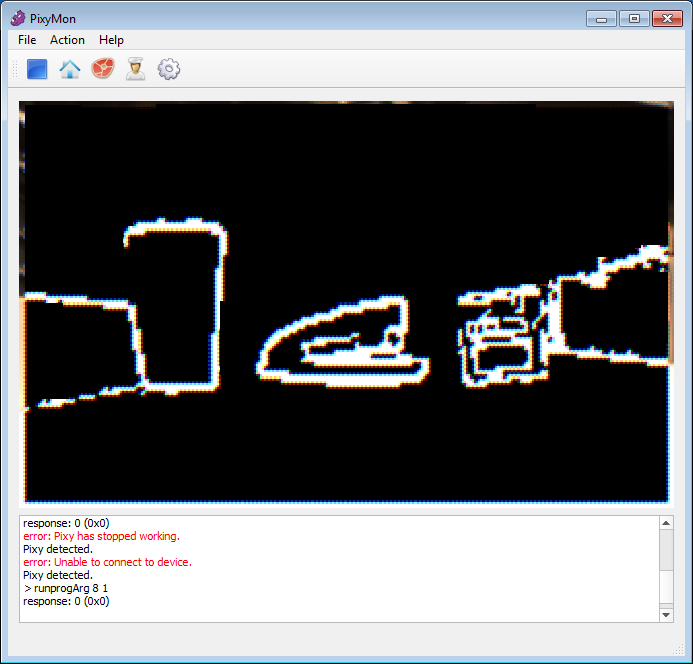 PixyMon
File Action Help
response: 0 (0x0)
error: Pixy has stopped working.
Pixy detected.
error: Unable to connect to device.
Pixy detected.
> runprogArg 8 1
response: 0 (0x0)